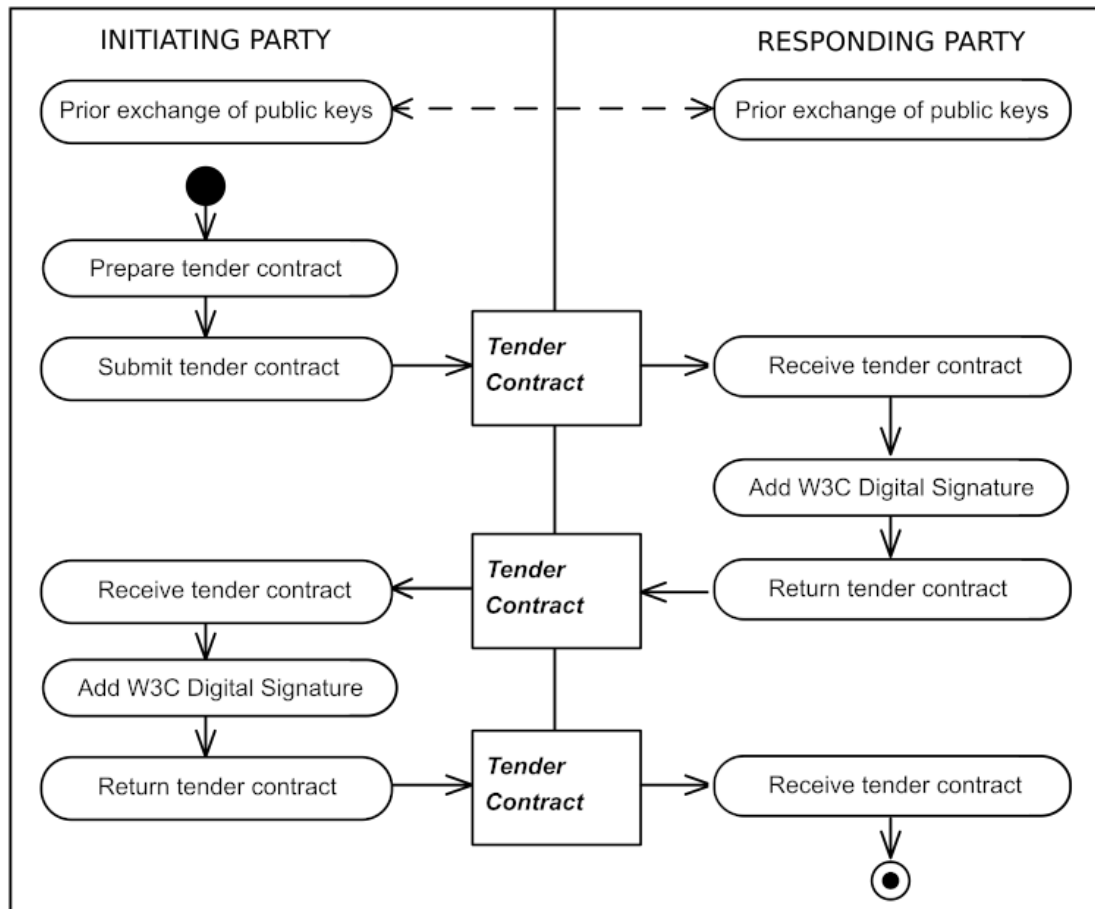 INITIATING PARTY
RESPONDING PARTY
Prior exchange of public keys
Prior exchange of public keys
Prepare tender contract
Submit tender contract
Tender
Contract
Receive tender contract
Add W3C Digital Signature
Return tender contract
Tender
Contract
Receive tender contract
Add W3C Digital Signature
Return tender contract
Tender
Contract
Receive tender contract